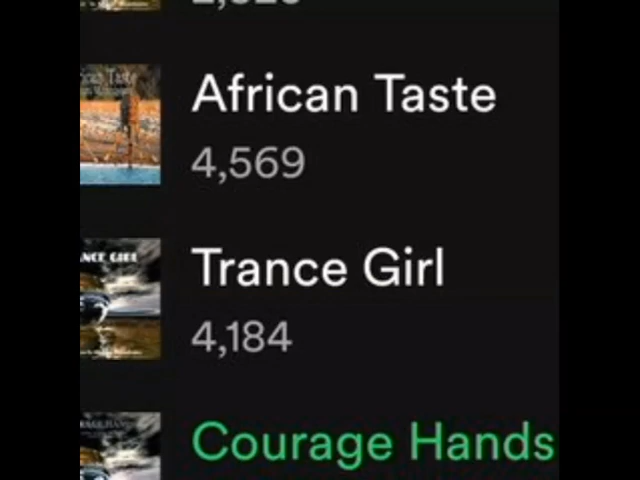 African Taste
4,569
Trance Girl
4,184
Courage Hands